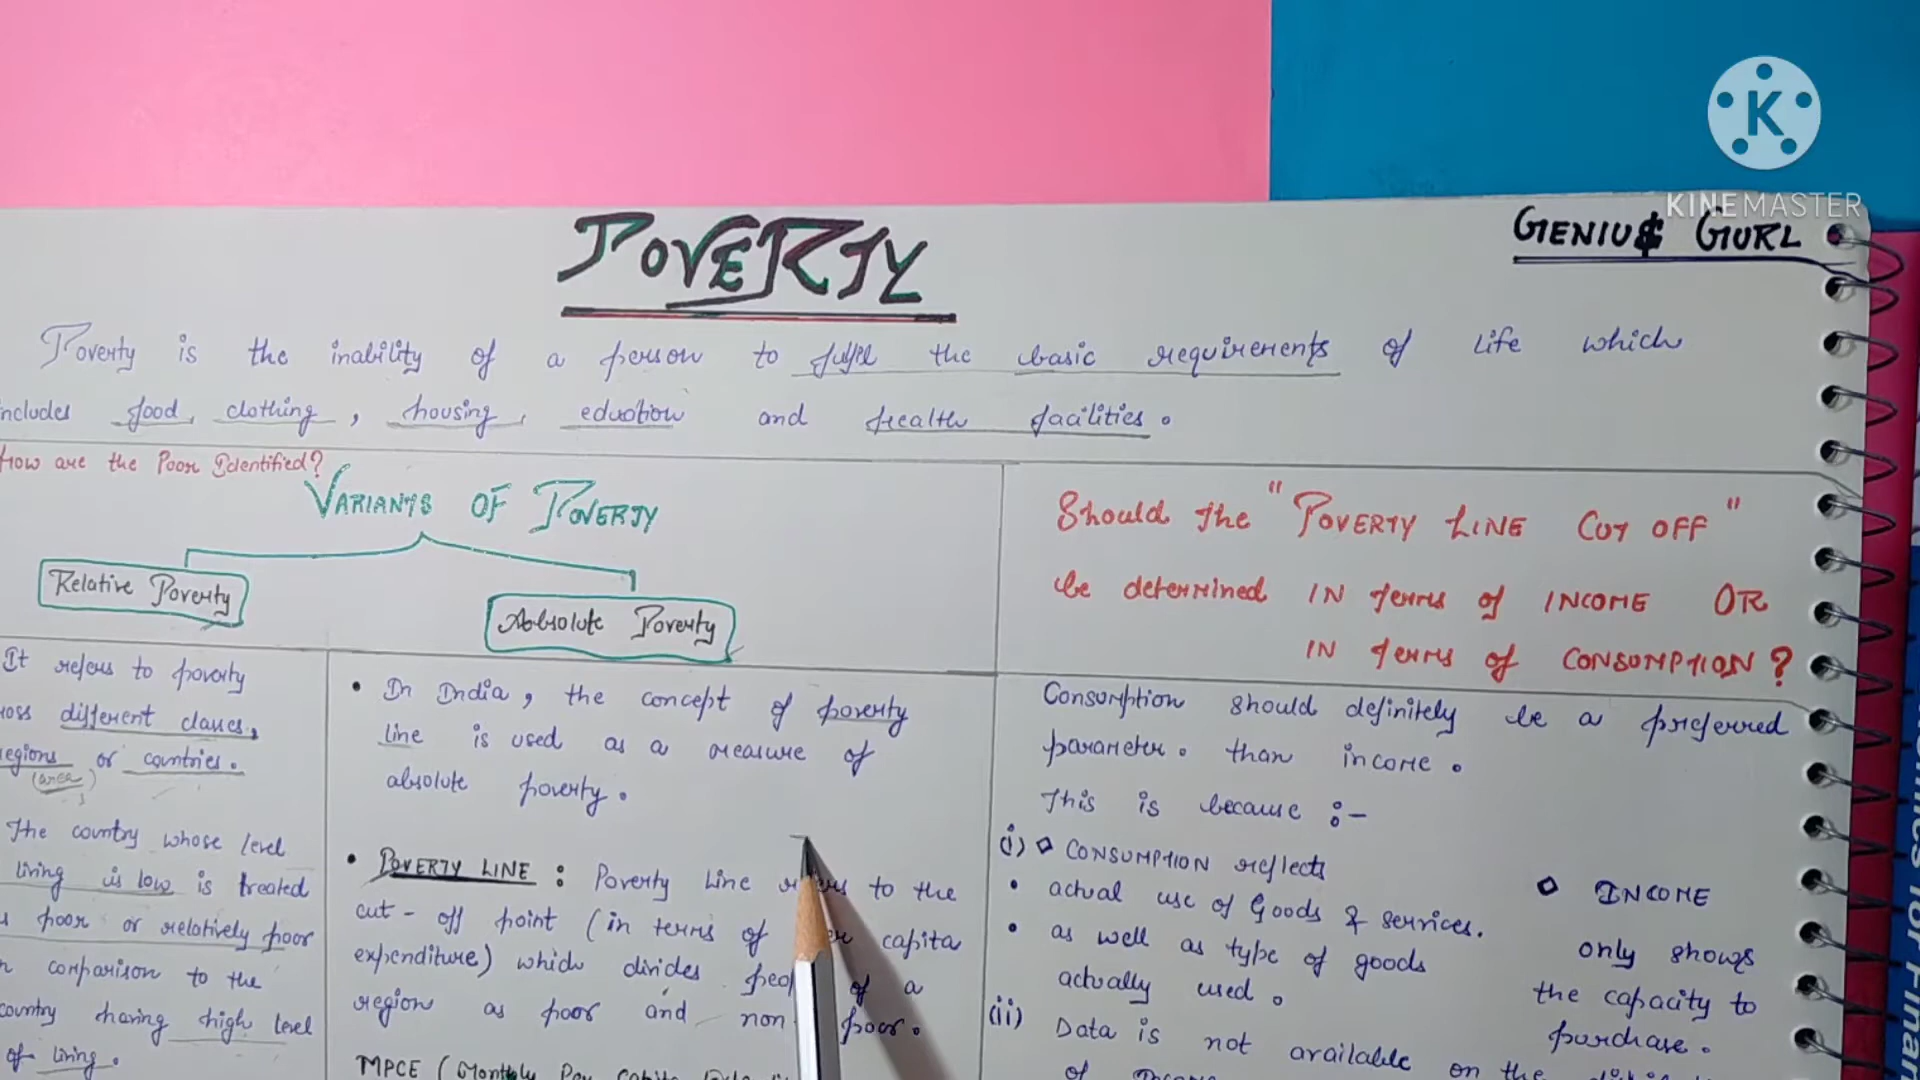 K
KINEMASTER
POVERTY
GENIU$ GURL
Poverty is the inability of a person to fulfil the basic requirements of life which
includes food, clothing, housing, eduction and health facilities.
How are the Poor Identified?
VARIANTS OF POVERTY
Relative Poverty
Absolute Poverty
It refers to poverty
different classes,
regions or countries.
(area)
The country whose level
living is low is treated
poor or relatively poor
comparison to the
country having high level
of living.
• In India, the concept of poverty
line is used as a measure of
absolute poverty.
• POVERTY LINE : Poverty Line refers to the
cut-off point (in terms of per capita
expenditure) which divides of a
region as poor and non poor.
MPCE (Monthly Per Capita
Should the "POVERTY LINE CUT OFF"
be determined IN terms of INCOME OR
IN terms of CONSUMPTION?
Consumption should definitely be a preferred
parameter. than income.
This is because :-
(i) CONSUMPTION reflects
• actual use of Goods & services.
• as well as type of goods
actually used.
INCOME
only shows
the capacity to
purchase.
(ii) Data is not available on the
of